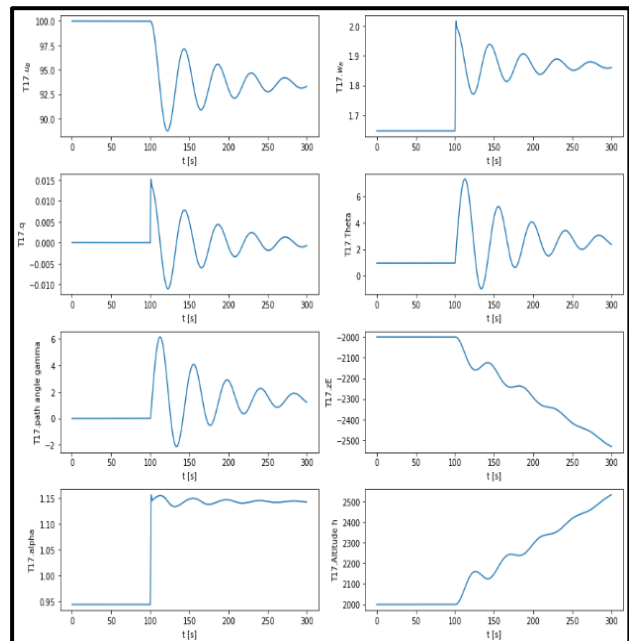 100.0
97.5
95.0
92.5
90.0
T17.uB
0 50 100 150 200 250 300
t [s]
2.0
1.9
1.8
1.7
T17.wB
0 50 100 150 200 250 300
t [s]
0.015
0.010
0.005
0.000
−0.005
−0.010
T17.q
0 50 100 150 200 250 300
t [s]
6
4
2
0
T17.Theta
0 50 100 150 200 250 300
t [s]
6
4
2
0
−2
T17.path angle gamma
0 50 100 150 200 250 300
t [s]
−2000
−2100
−2200
−2300
−2400
−2500
T17.zE
0 50 100 150 200 250 300
t [s]
1.15
1.10
1.05
1.00
0.95
T17.alpha
0 50 100 150 200 250 300
t [s]
2500
2400
2300
2200
2100
2000
T17.Altitude h
0 50 100 150 200 250 300
t [s]